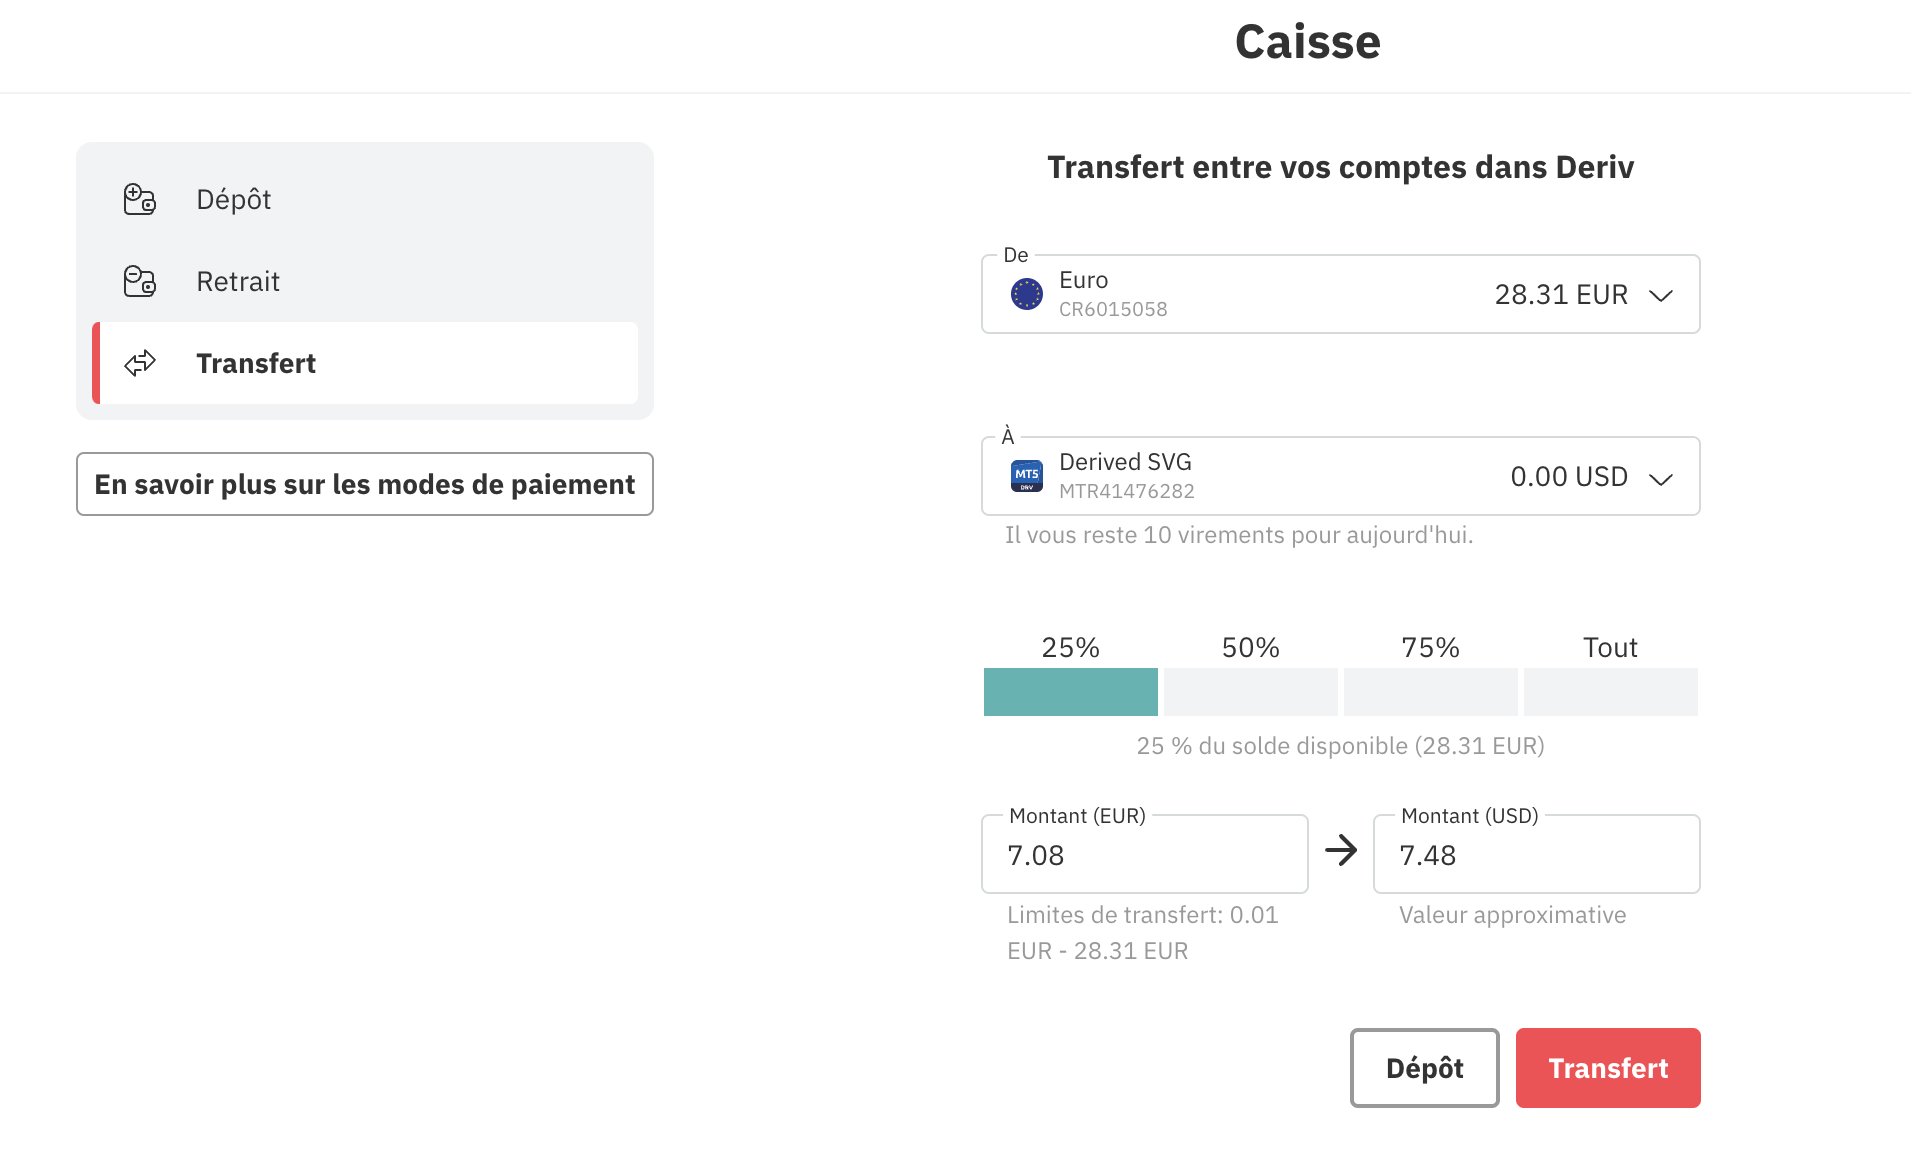 Caisse
Dépôt
Retrait
Transfert
En savoir plus sur les modes de paiement
Transfert entre vos comptes dans Deriv
De
Euro
CR6015058
28.31 EUR
À
MT5
DRV
Derived SVG
MTR41476282
0.00 USD
Il vous reste 10 virements pour aujourd'hui.
25% 50% 75% Tout
25 % du solde disponible (28.31 EUR)
Montant (EUR)
7.08
Limites de transfert: 0.01
EUR - 28.31 EUR
Montant (USD)
7.48
Valeur approximative
Dépôt
Transfert